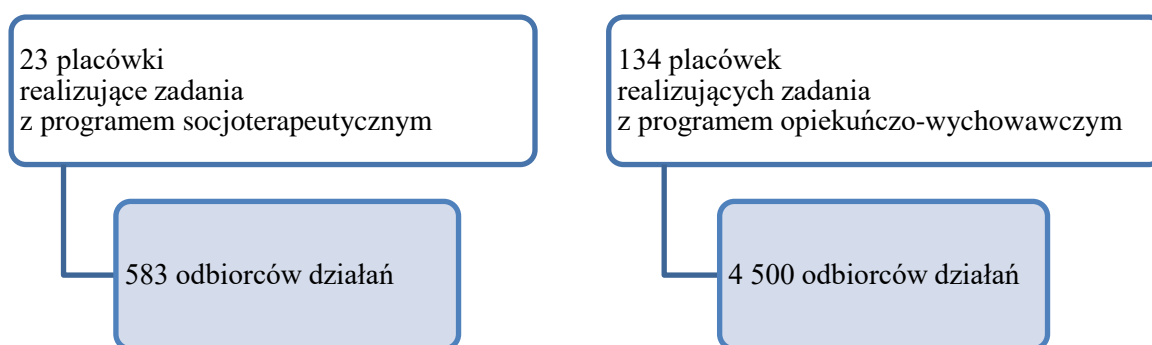 23 placówki
realizujące zadania
z programem socjoterapeutycznym
583 odbiorców działań
134 placówek
realizujących zadania
z programem opiekuńczo-wychowawczym
4 500 odbiorców działań